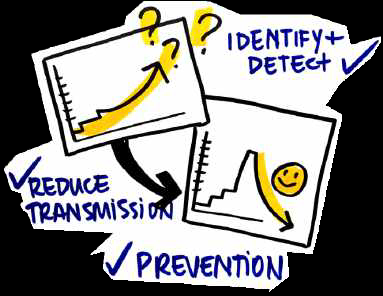 ? ? ?
IDENTIFY +
DETECT ✓
✓ REDUCE
TRANSMISSION
✓ PREVENTION